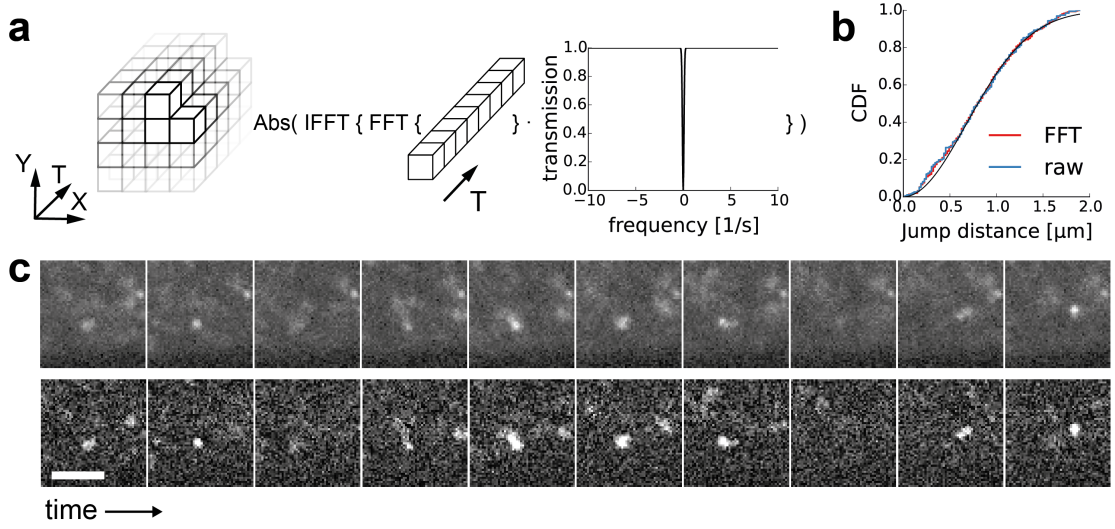 a
Y
T
X
Abs( IFFT { FFT {
T
} ·
transmission
1.0
0.8
0.6
0.4
0.2
0.0
−10
−5
0
5
10
frequency [1/s]
} )
b
CDF
1.0
0.8
0.6
0.4
0.2
0.0
FFT
raw
0.0
0.5
1.0
1.5
2.0
Jump distance [μm]
c
time